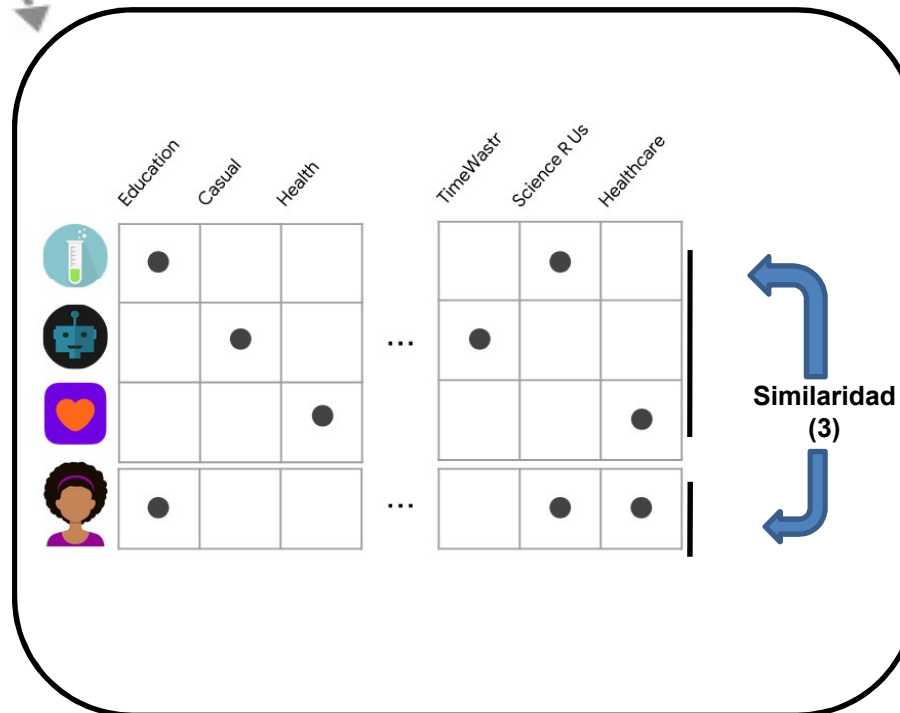 Education
Casual
Health
TimeWastr
Science R Us
Healthcare
...
...
Similaridad
(3)